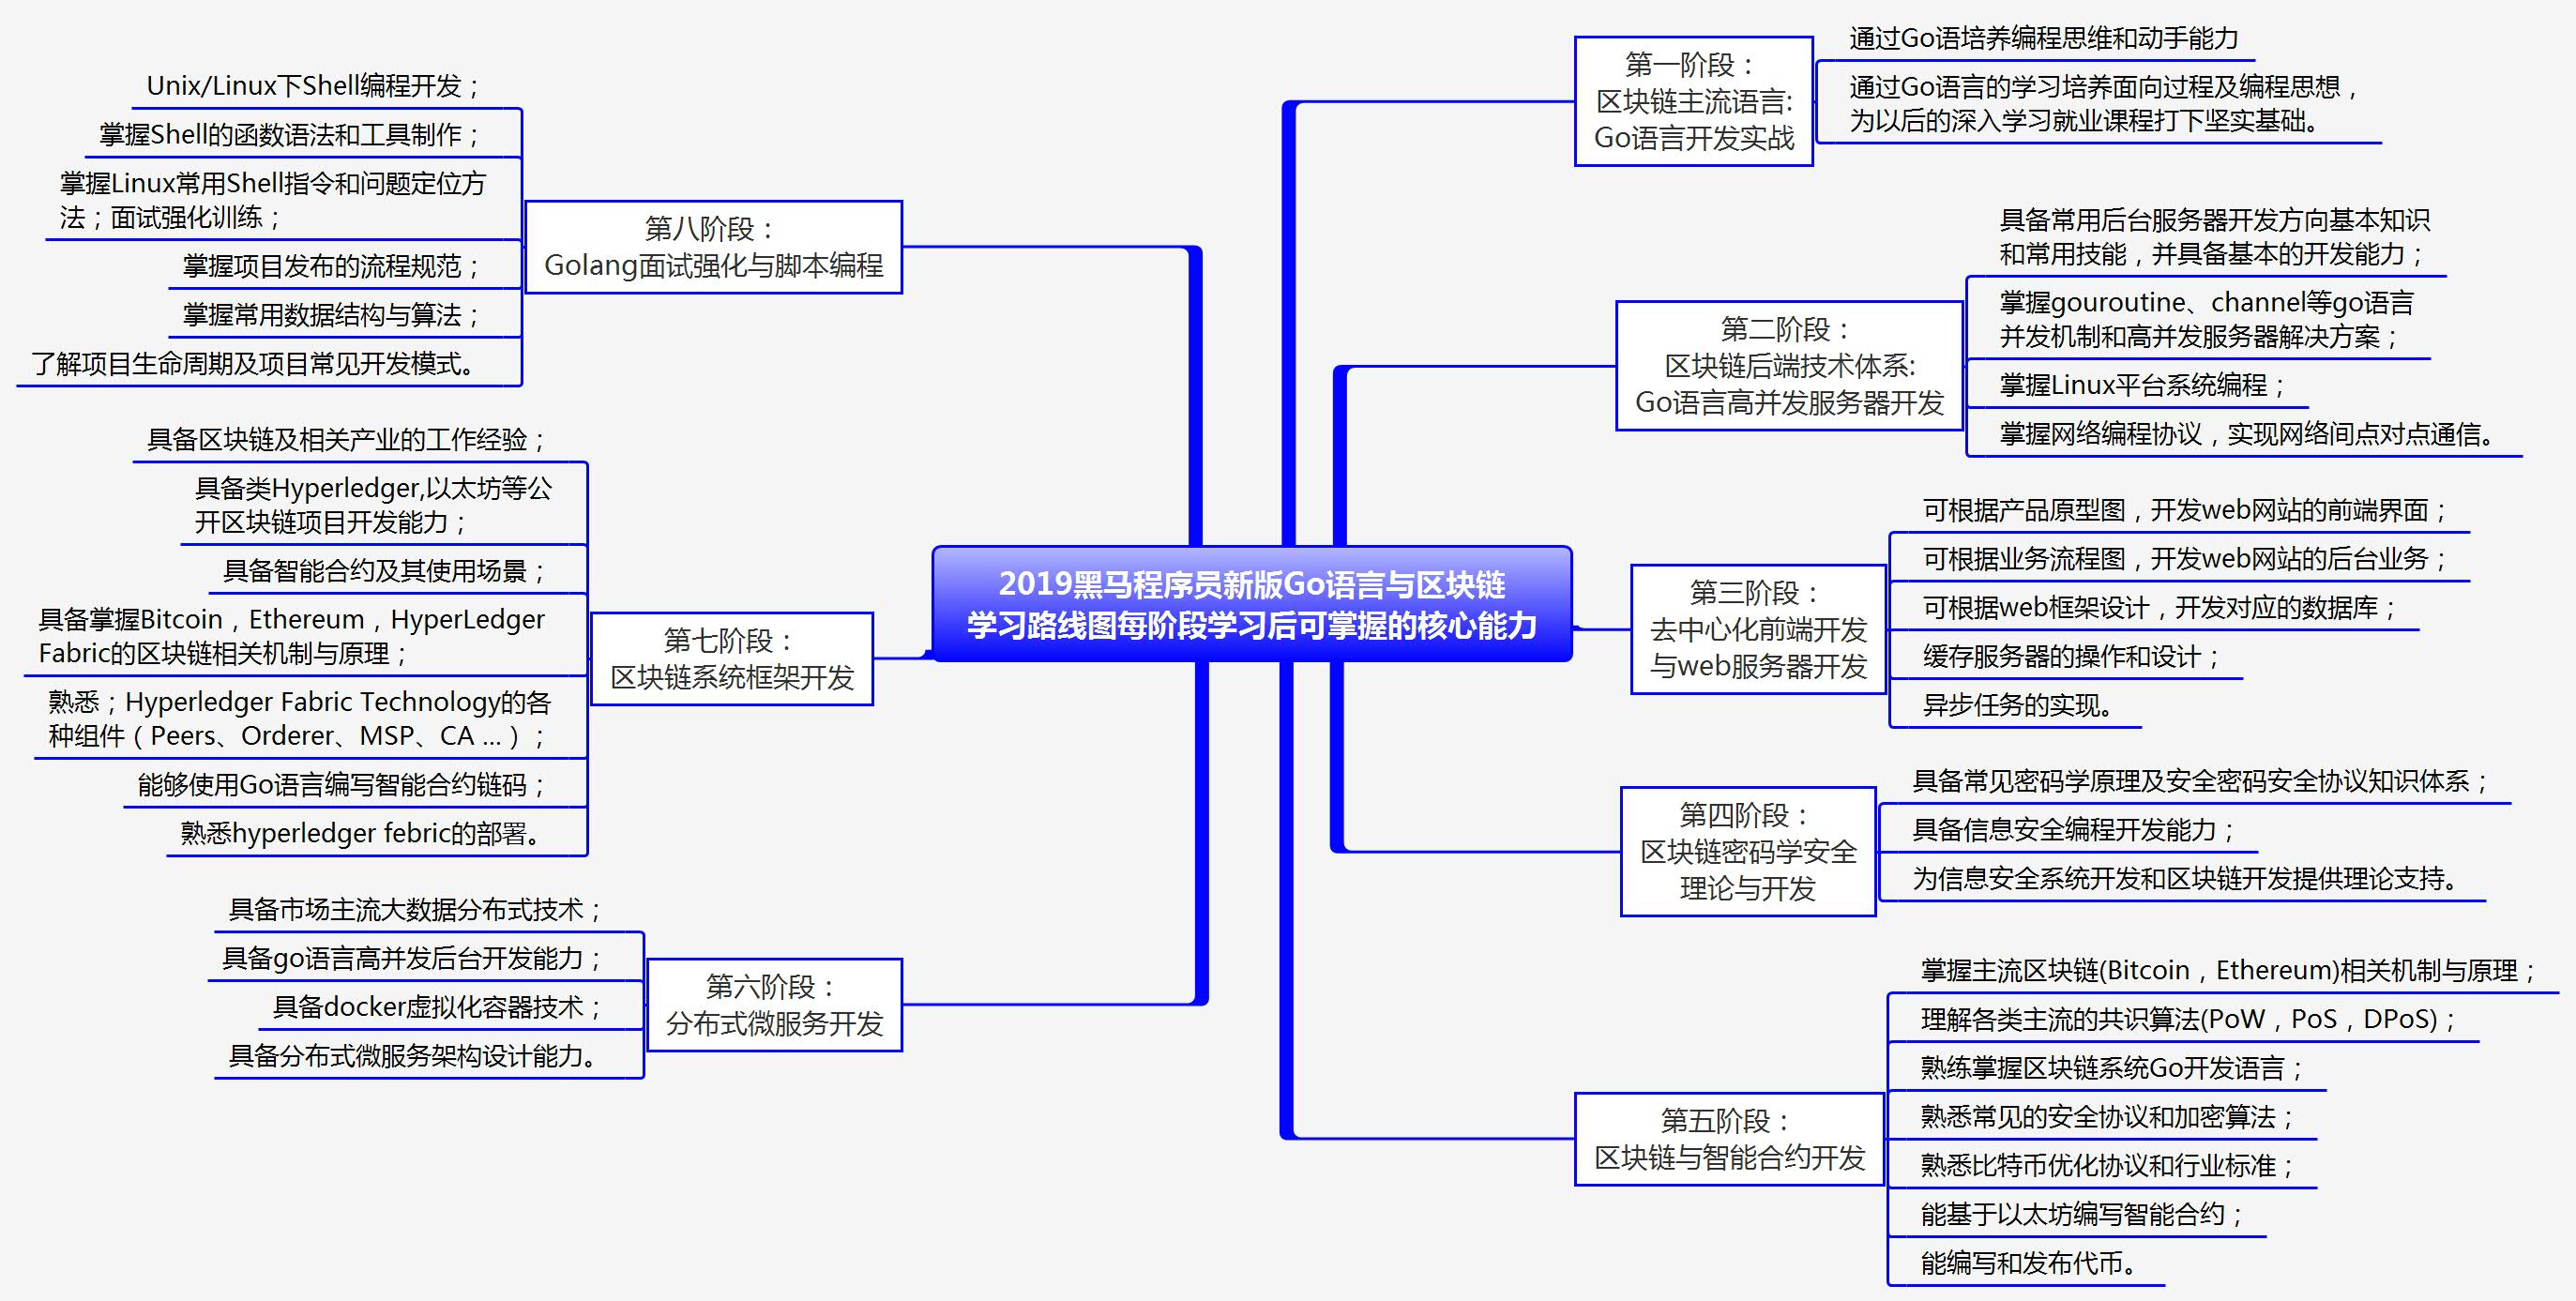 2019黑马程序员新版Go语言与区块链
学习路线图每阶段学习后可掌握的核心能力
第一阶段：
区块链主流语言:
Go语言开发实战
通过Go语培养编程思维和动手能力
通过Go语言的学习培养面向过程及编程思想，
为以后的深入学习就业课程打下坚实基础。
第二阶段：
区块链后端技术体系:
Go语言高并发服务器开发
具备常用后台服务器开发方向基本知识
和常用技能，并具备基本的开发能力；
掌握gouroutine、channel等go语言
并发机制和高并发服务器解决方案；
掌握Linux平台系统编程；
掌握网络编程协议，实现网络间点对点通信。
第三阶段：
去中心化前端开发
与web服务器开发
可根据产品原型图，开发web网站的前端界面；
可根据业务流程图，开发web网站的后台业务；
可根据web框架设计，开发对应的数据库；
缓存服务器的操作和设计；
异步任务的实现。
第四阶段：
区块链密码学安全
理论与开发
具备常见密码学原理及安全密码安全协议知识体系；
具备信息安全编程开发能力；
为信息安全系统开发和区块链开发提供理论支持。
第五阶段：
区块链与智能合约开发
掌握主流区块链(Bitcoin，Ethereum)相关机制与原理；
理解各类主流的共识算法(PoW，PoS，DPoS)；
熟练掌握区块链系统Go开发语言；
熟悉常见的安全协议和加密算法；
熟悉比特币优化协议和行业标准；
能基于以太坊编写智能合约；
能编写和发布代币。
第六阶段：
分布式微服务开发
具备市场主流大数据分布式技术；
具备go语言高并发后台开发能力；
具备docker虚拟化容器技术；
具备分布式微服务架构设计能力。
第七阶段：
区块链系统框架开发
具备区块链及相关产业的工作经验；
具备类Hyperledger,以太坊等公
开区块链项目开发能力；
具备智能合约及其使用场景；
具备掌握Bitcoin，Ethereum，HyperLedger
Fabric的区块链相关机制与原理；
熟悉；Hyperledger Fabric Technology的各
种组件（Peers、Orderer、MSP、CA ...）；
能够使用Go语言编写智能合约链码；
熟悉hyperledger febric的部署。
第八阶段：
Golang面试强化与脚本编程
Unix/Linux下Shell编程开发；
掌握Shell的函数语法和工具制作；
掌握Linux常用Shell指令和问题定位方
法；面试强化训练；
掌握项目发布的流程规范；
掌握常用数据结构与算法；
了解项目生命周期及项目常见开发模式。